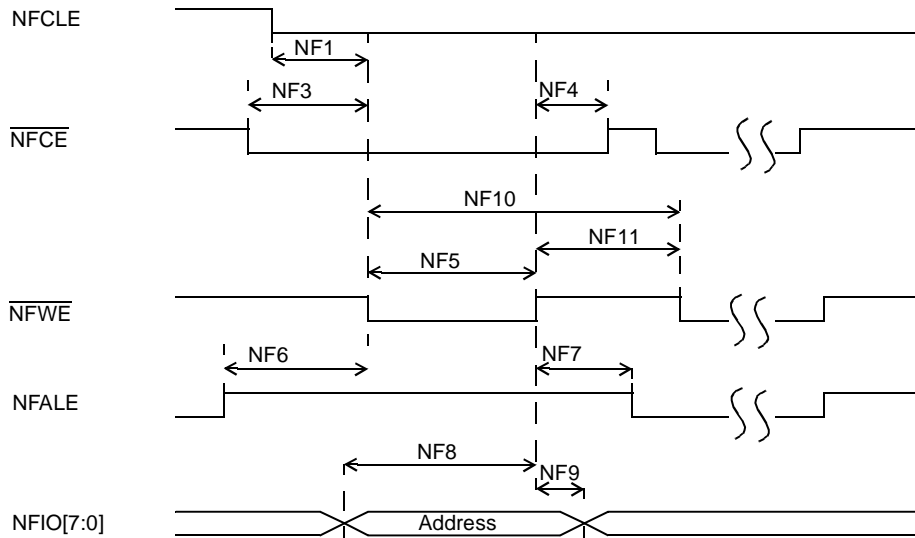 NFCLE
NF1
NF3
NF4
NFCE
NF10
NF11
NF5
NFWE
NF6
NF7
NFALE
NF8
NF9
NFIO[7:0]
Address